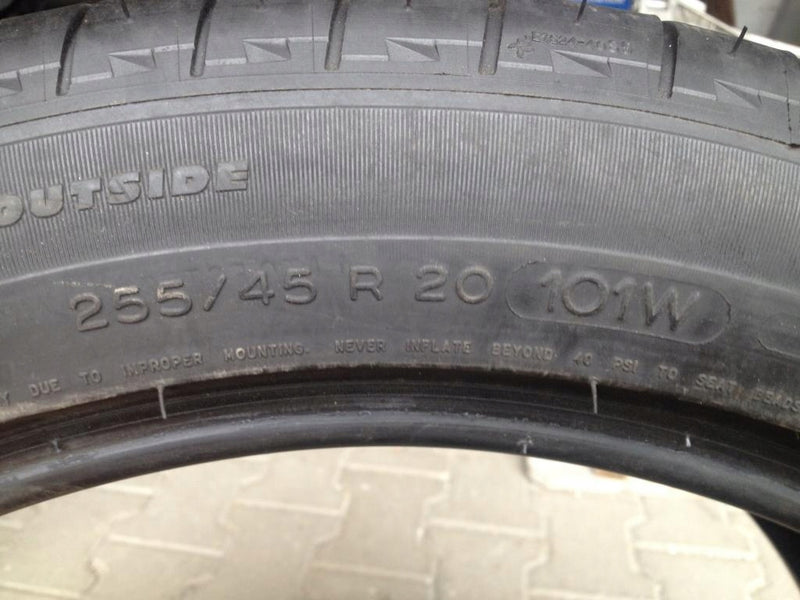 OUTSIDE
255/45 R 20 101W
DUE TO IMPROPER MOUNTING. NEVER INFLATE BEYOND 40 PSI TO SEAT BEADS